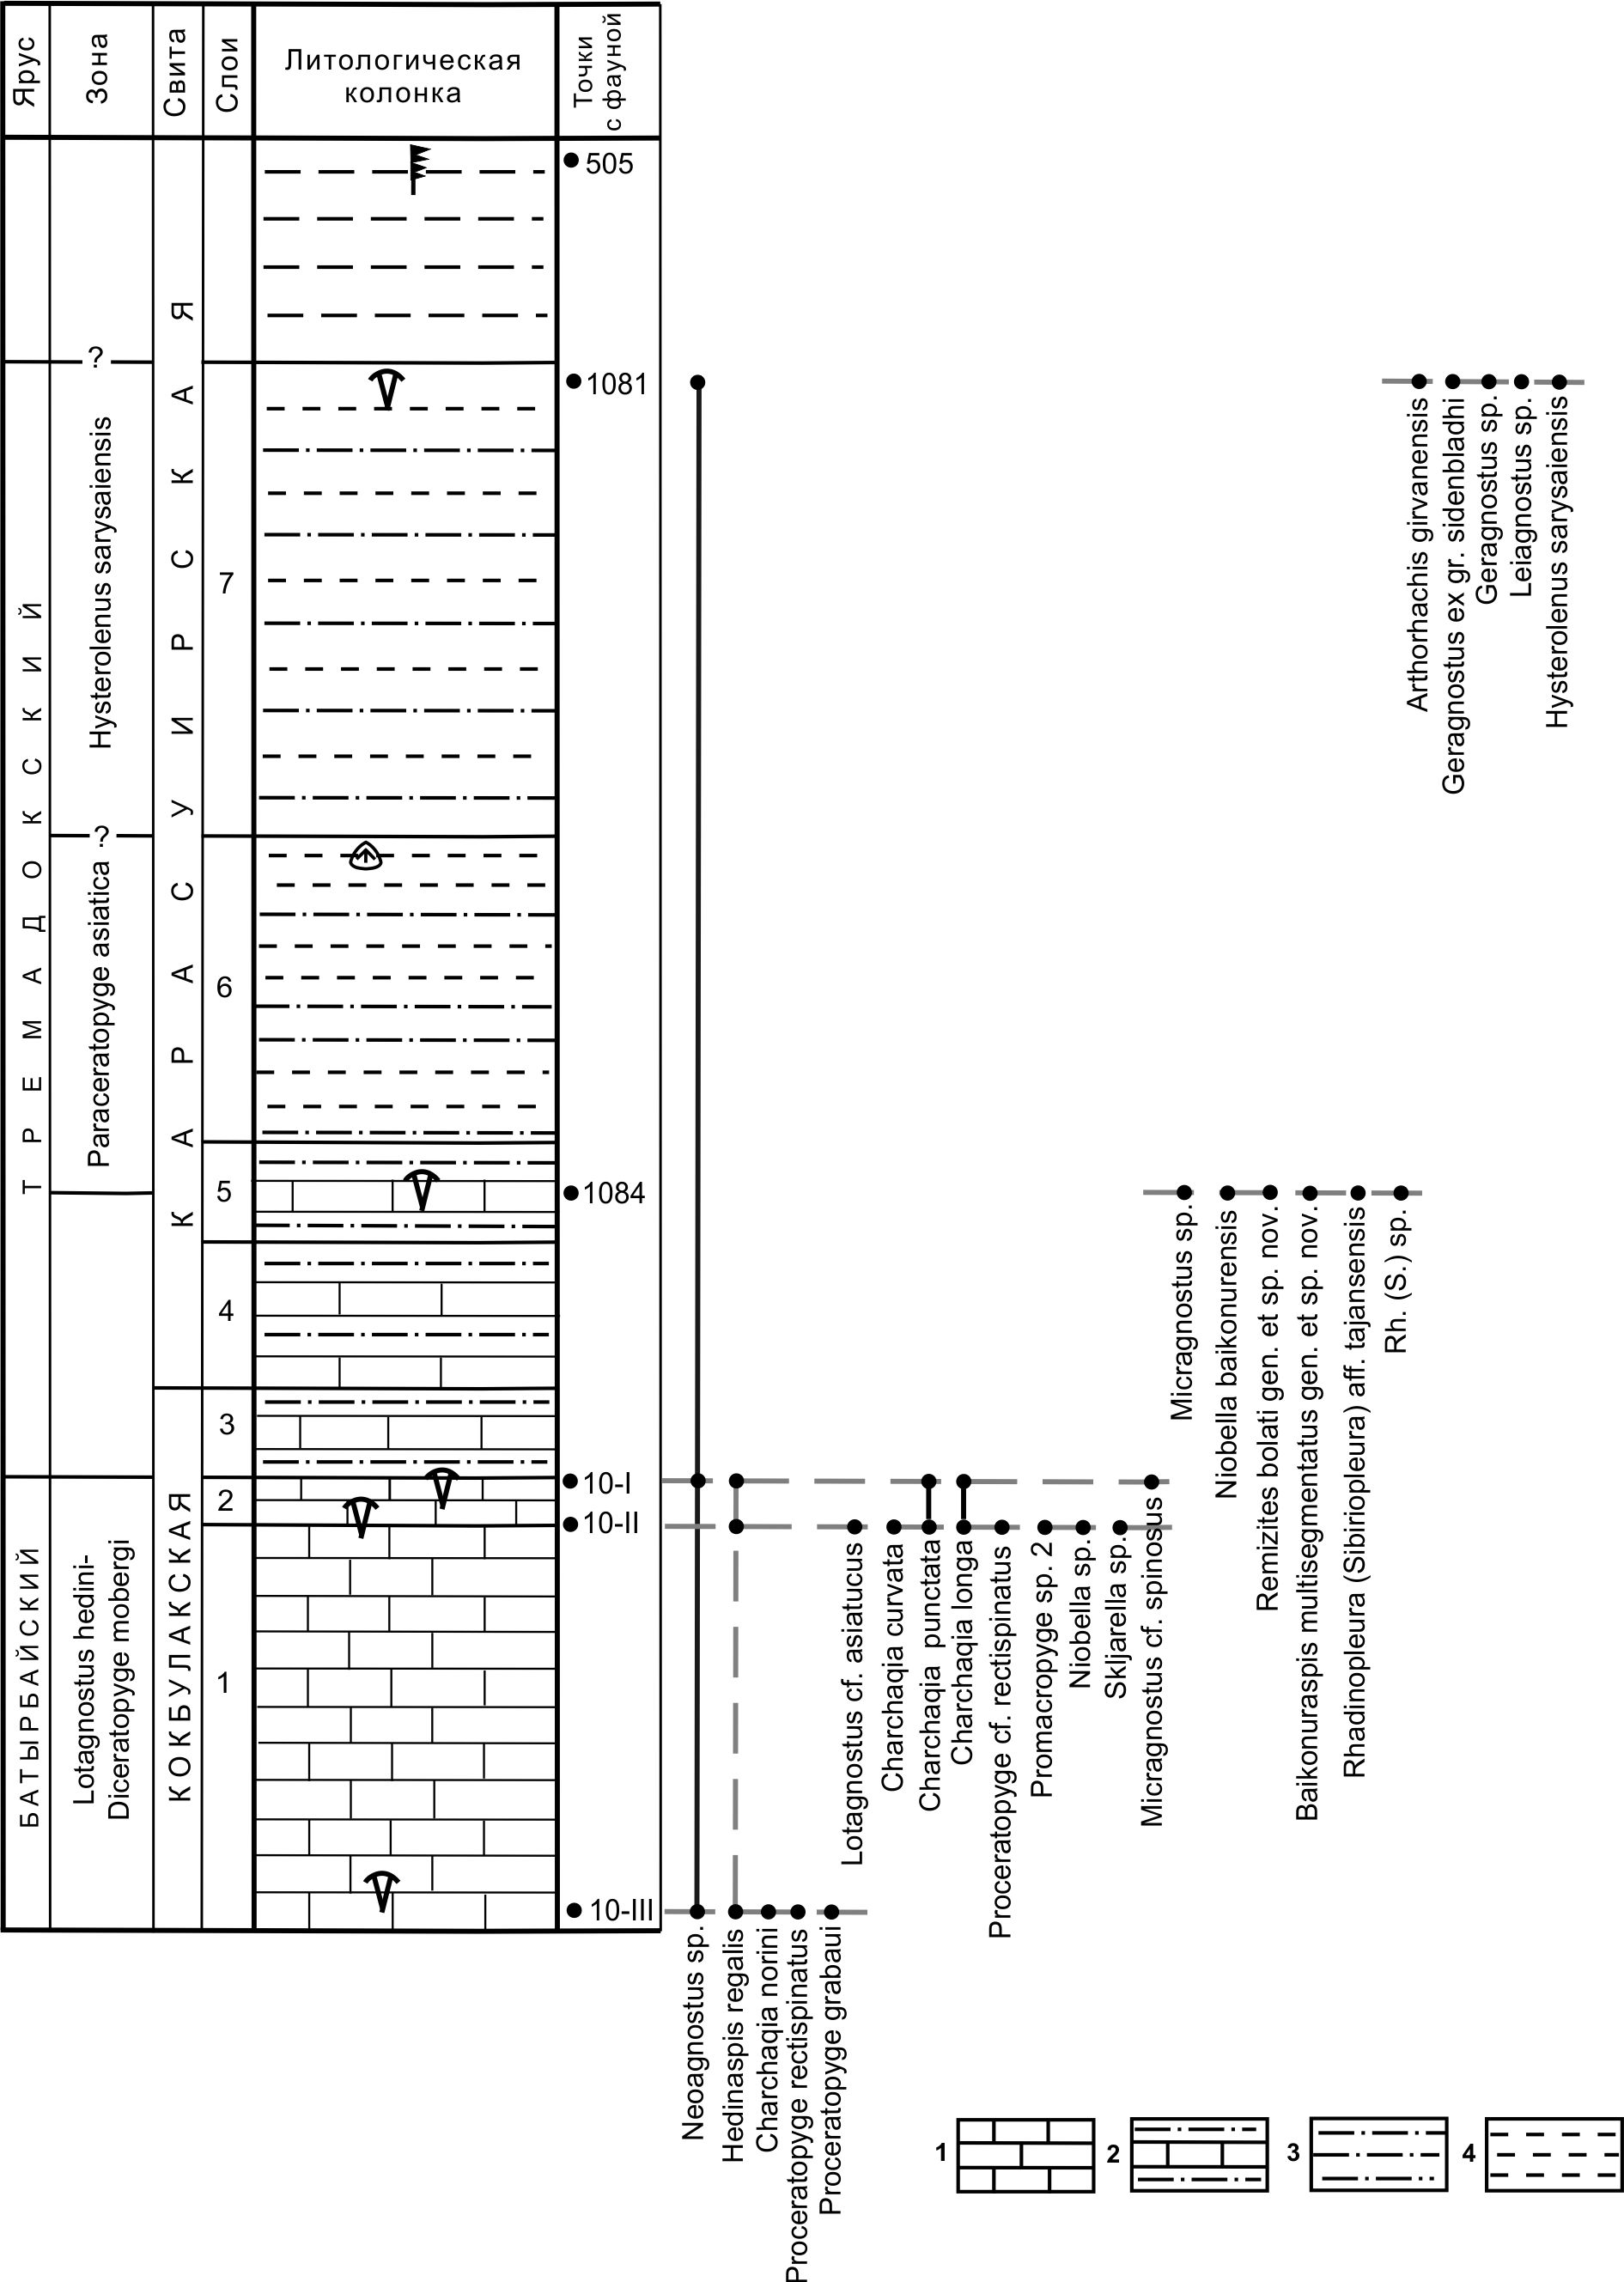 Ярус
Зона
Свита
Слои
Литологическая
колонка
Точки
с фауной
505
?
1081
7
Hysterolenus sarysaiensis
ТРЕМАДОКСКИЙ
КАРАСУИРСКАЯ
?
Paraceratopyge asiatica
6
5
1084
4
3
10-I
2
10-II
БАТЫРБАЙСКИЙ
Lotagnostus hedini-
Diceratopyge mobergi
КОКБУЛАКСКАЯ
1
10-III
Neoagnostus sp.
Hedinaspis regalis
Charchaqia norini
Proceratopyge rectispinatus
Proceratopyge grabaui
Lotagnostus cf. asiatucus
Charchaqia curvata
Charchaqia punctata
Charchaqia longa
Proceratopyge cf. rectispinatus
Promacropyge sp. 2
Niobella sp.
Skljarella sp.
Micragnostus cf. spinosus
Micragnostus sp.
Niobella baikonurensis
Remizites bolati gen. et sp. nov.
Baikonuraspis multisegmentatus gen. et sp. nov.
Rhadinopleura (Sibiriopleura) aff. tajansensis
Rh. (S.) sp.
Arthorhachis girvanensis
Geragnostus ex gr. sidenbladhi
Geragnostus sp.
Leiagnostus sp.
Hysterolenus sarysaiensis
1
2
3
4